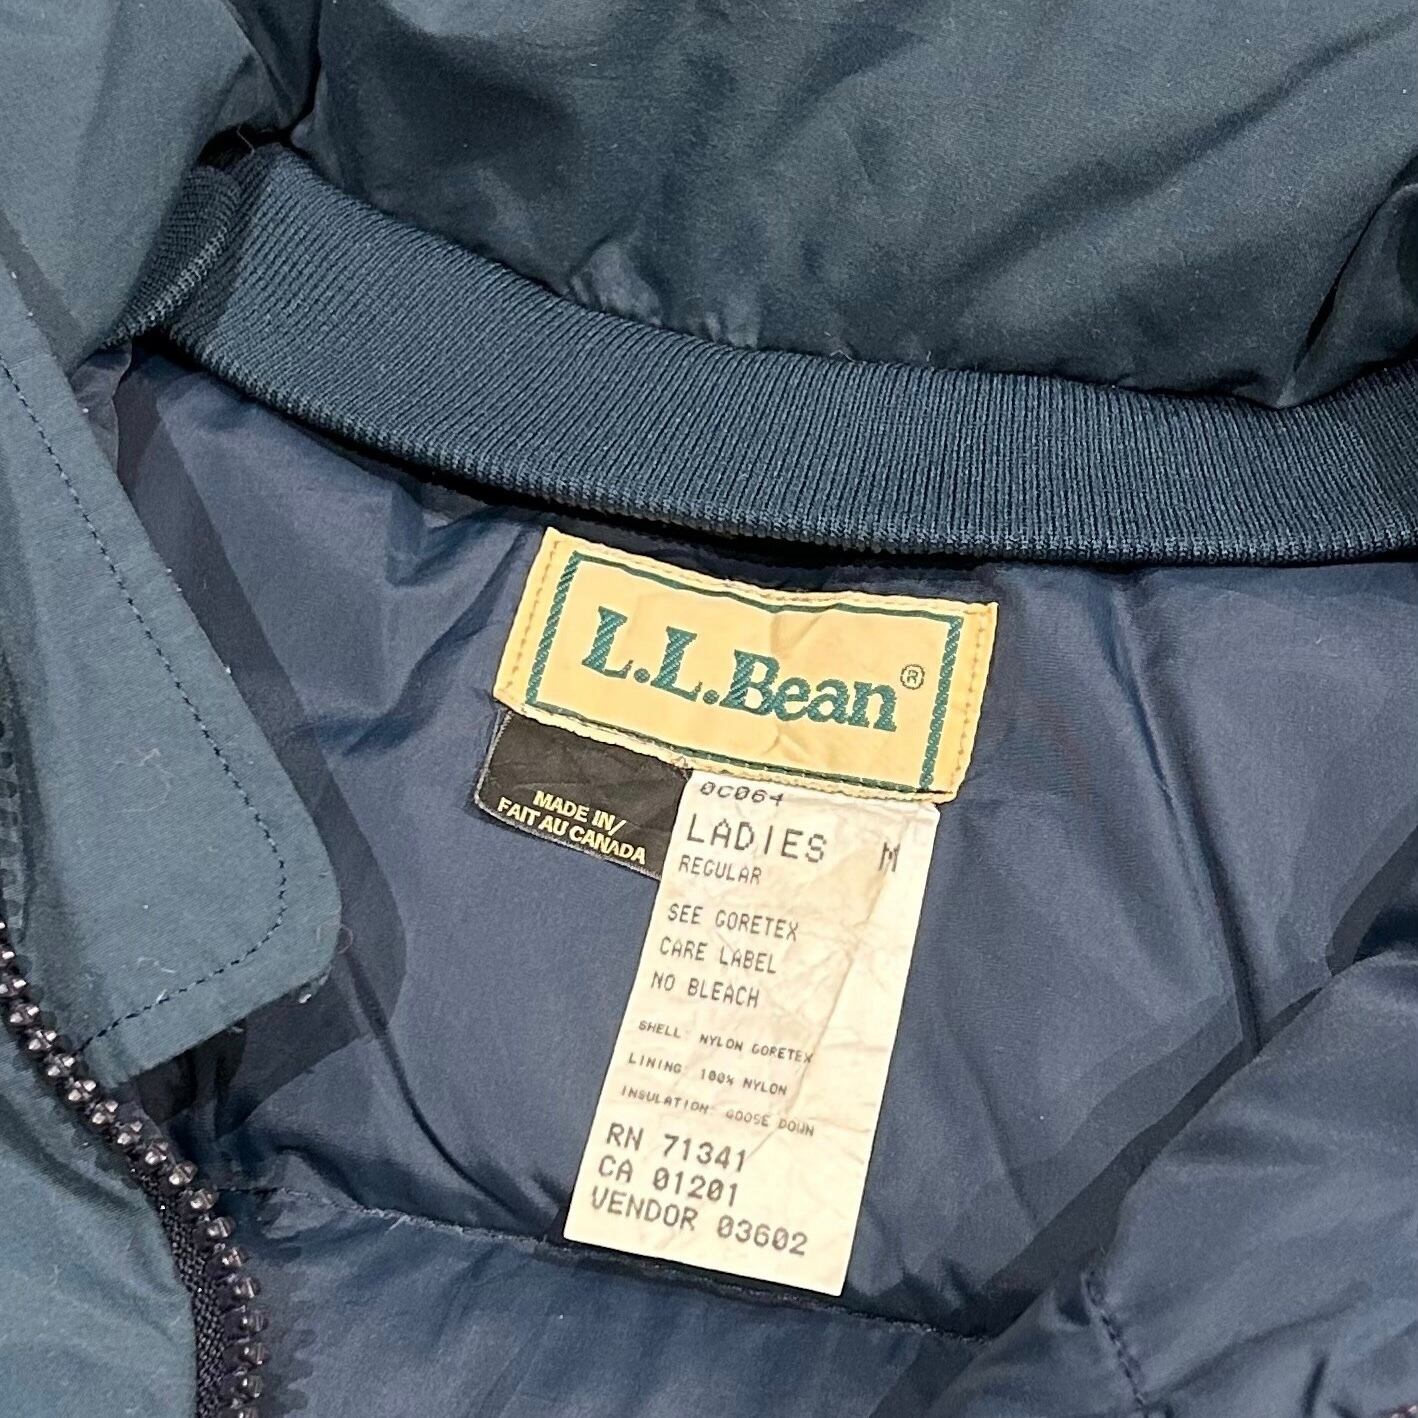 L.L.Bean®
MADE IN/
FAIT AU CANADA
0C064
LADIES M
REGULAR
SEE GORETEX
CARE LABEL
NO BLEACH
SHELL: NYLON GORETEX
LINING: 100% NYLON
INSULATION: GOOSE DOWN
RN 71341
CA 01201
VENDOR 03602